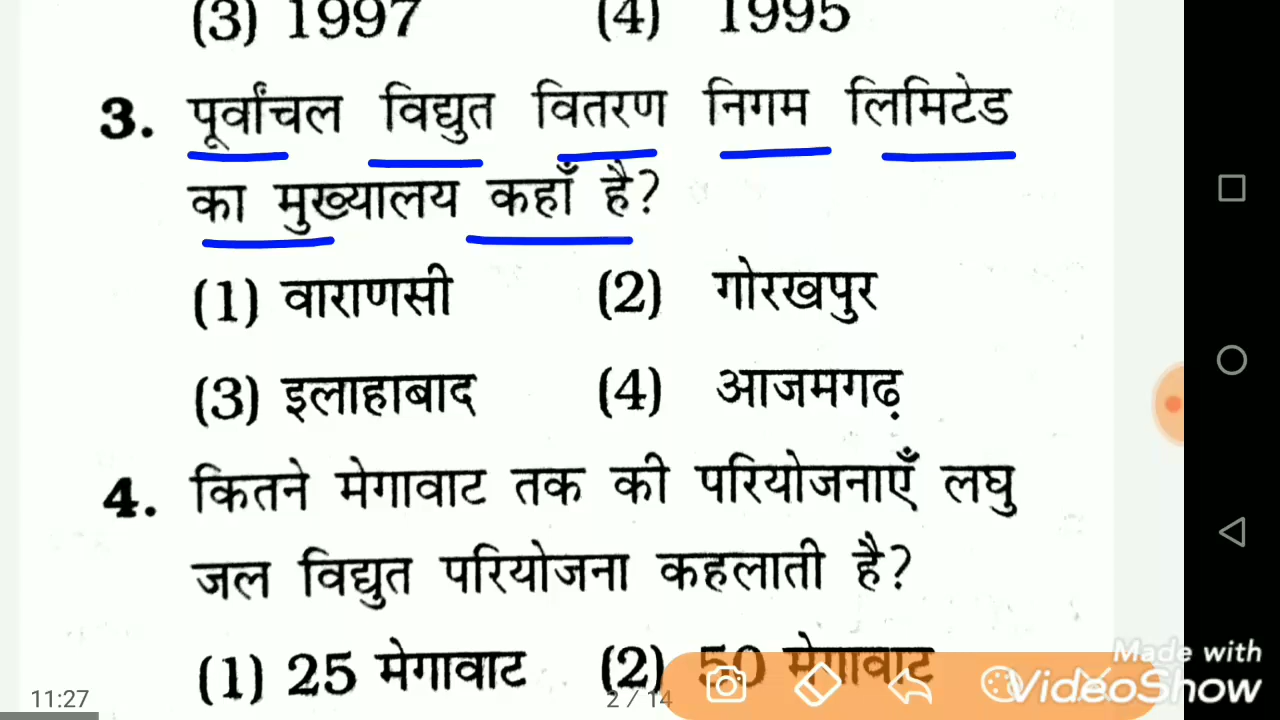 (3) 1997 (4) 1995
3. पूर्वांचल विद्युत वितरण निगम लिमिटेड
का मुख्यालय कहाँ है?
(1) वाराणसी (2) गोरखपुर
(3) इलाहाबाद (4) आजमगढ़
4. कितने मेगावाट तक की परियोजनाएँ लघु
जल विद्युत परियोजना कहलाती है?
(1) 25 मेगावाट (2) 50 मेगावाट
11:27
2 / 14
Made with
VideoShow